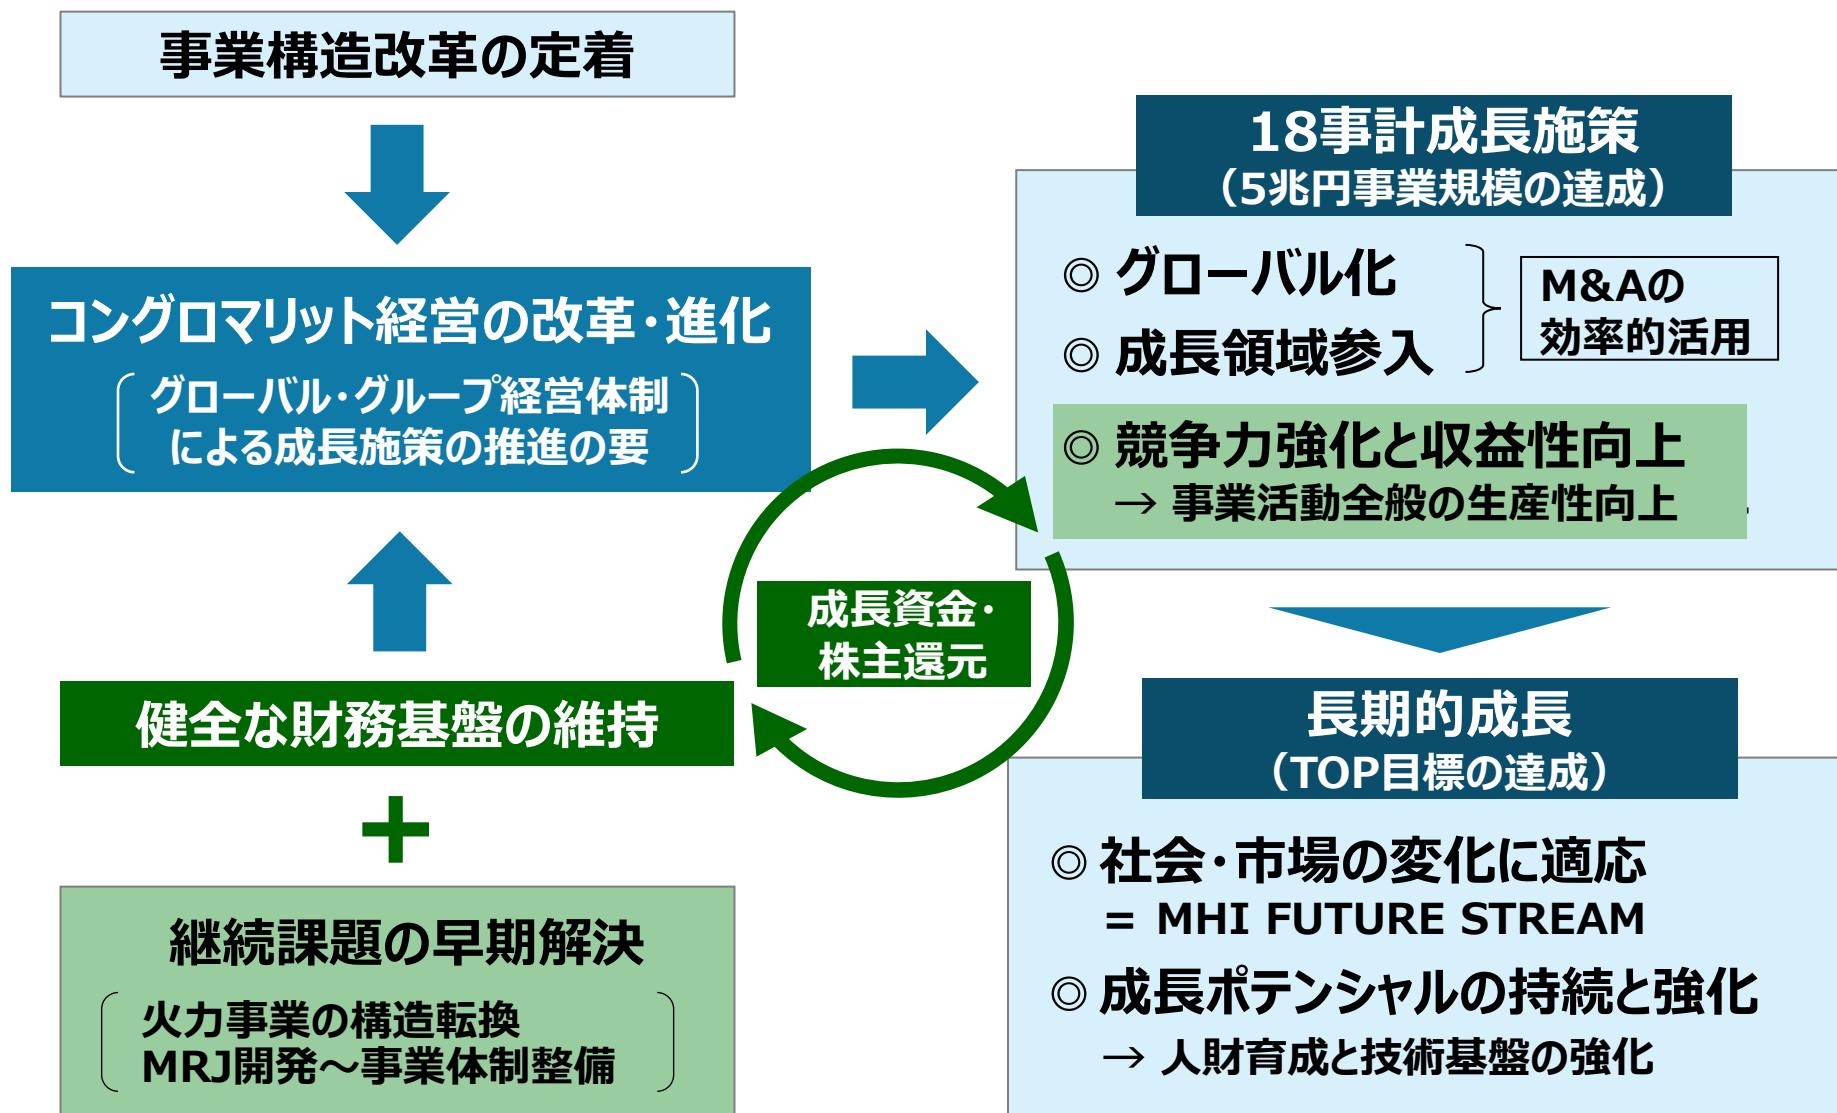 事業構造改革の定着
コングロマリット経営の改革・進化
グローバル・グループ経営体制
による成長施策の推進の要
健全な財務基盤の維持
+
継続課題の早期解決
火力事業の構造転換
MRJ開発～事業体制整備
成長資金・
株主還元
18事計成長施策
（5兆円事業規模の達成）
◎ グローバル化
◎ 成長領域参入
M&Aの
効率的活用
◎ 競争力強化と収益性向上
→ 事業活動全般の生産性向上
長期的成長
（TOP目標の達成）
◎ 社会・市場の変化に適応
= MHI FUTURE STREAM
◎ 成長ポテンシャルの持続と強化
→ 人財育成と技術基盤の強化